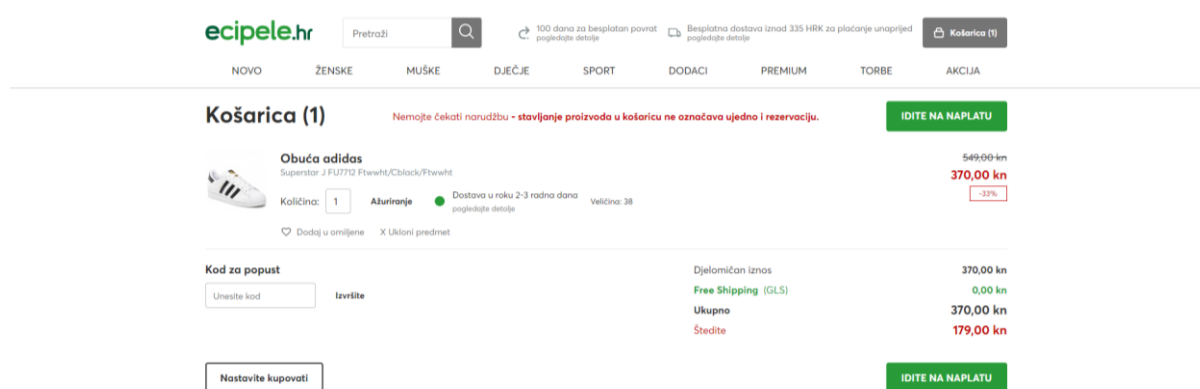 ecipele.hr
Pretraži
100 dana za besplatan povrat
pogledajte detalje
Besplatna dostava iznad 335 HRK za plaćanje unaprijed
pogledajte detalje
Košarica (1)
NOVO ŽENSKE MUŠKE DJEČJE SPORT DODACI PREMIUM TORBE AKCIJA
Košarica (1)
Nemojte čekati narudžbu - stavljanje proizvoda u košaricu ne označava ujedno i rezervaciju.
IDITE NA NAPLATU
Obuća adidas
Superstar J FU7712 Ftwwht/Cblack/Ftwwht
549,00 kn
370,00 kn
-33%
Količina: 1 Ažuriranje
Dostava u roku 2-3 radna dana
pogledajte detalje
Veličina: 38
Dodaj u omiljene X Ukloni predmet
Kod za popust
Unesite kod Izvršite
Djelomičan iznos 370,00 kn
Free Shipping (GLS) 0,00 kn
Ukupno 370,00 kn
Štedite 179,00 kn
Nastavite kupovati IDITE NA NAPLATU